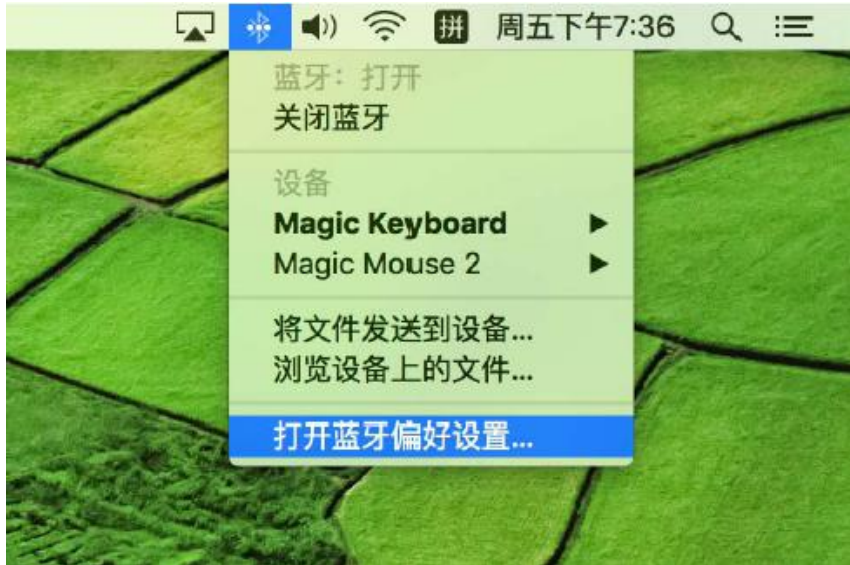 拼 周五下午7:36
蓝牙：打开
关闭蓝牙
设备
Magic Keyboard
Magic Mouse 2
将文件发送到设备...
浏览设备上的文件...
打开蓝牙偏好设置...